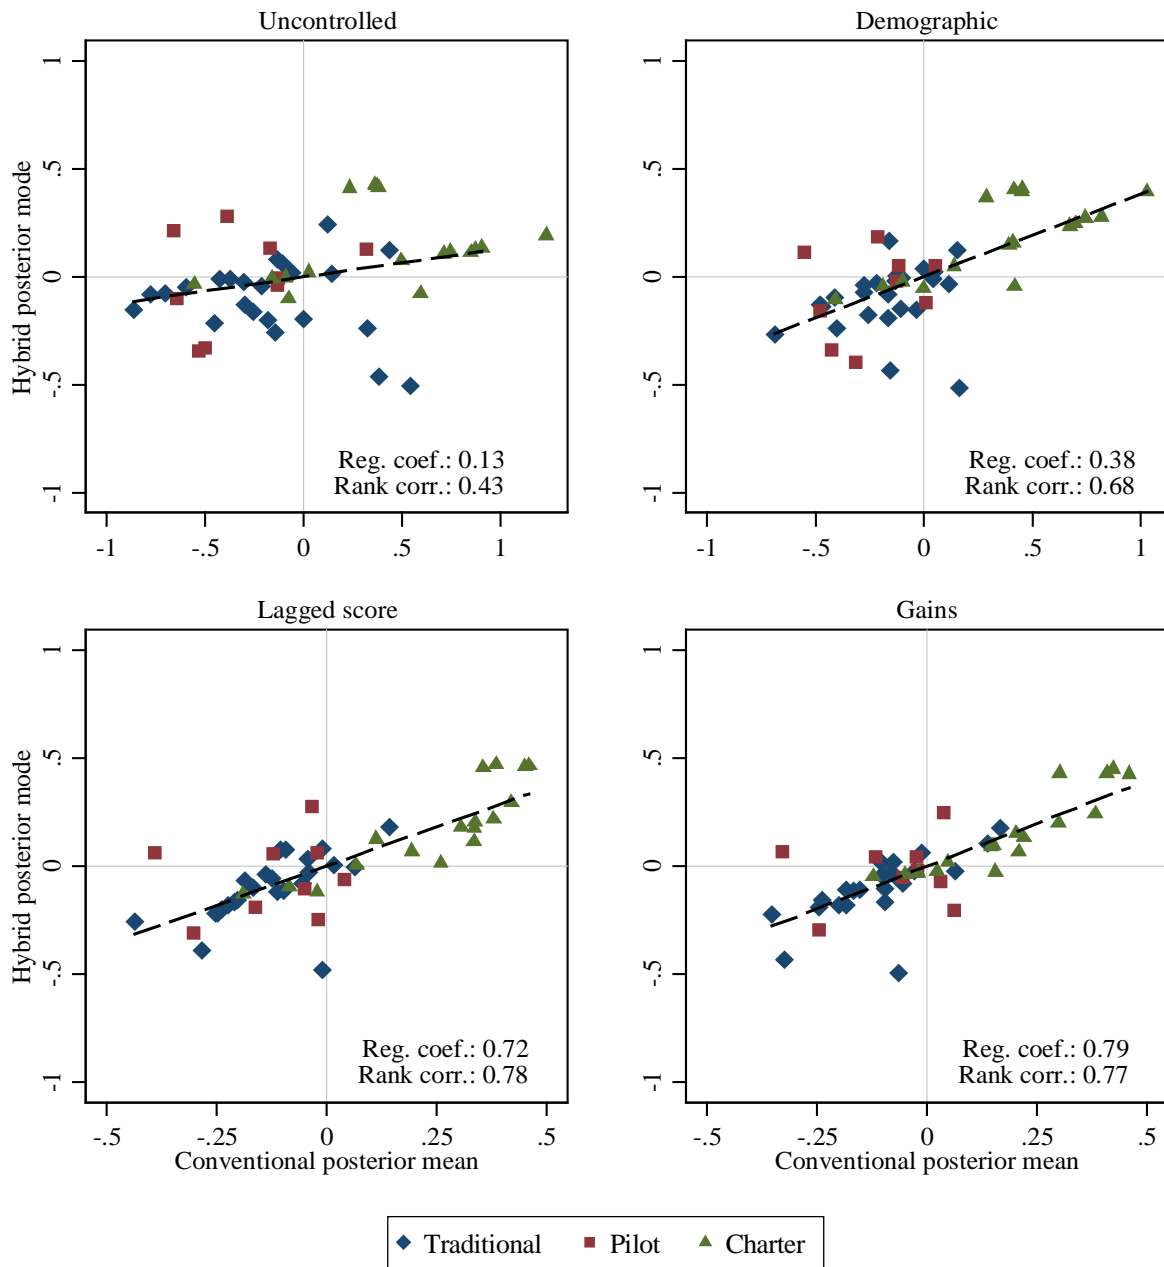 Uncontrolled
Hybrid posterior mode
1
.5
0
-.5
-1
Reg. coef.: 0.13
Rank corr.: 0.43
-1 -.5 0 .5 1
Demographic
1
.5
0
-.5
-1
Reg. coef.: 0.38
Rank corr.: 0.68
-1 -.5 0 .5 1
Lagged score
Hybrid posterior mode
1
.5
0
-.5
-1
Reg. coef.: 0.72
Rank corr.: 0.78
-.5 -.25 0 .25 .5
Conventional posterior mean
Gains
1
.5
0
-.5
-1
Reg. coef.: 0.79
Rank corr.: 0.77
-.5 -.25 0 .25 .5
Conventional posterior mean
Traditional Pilot Charter